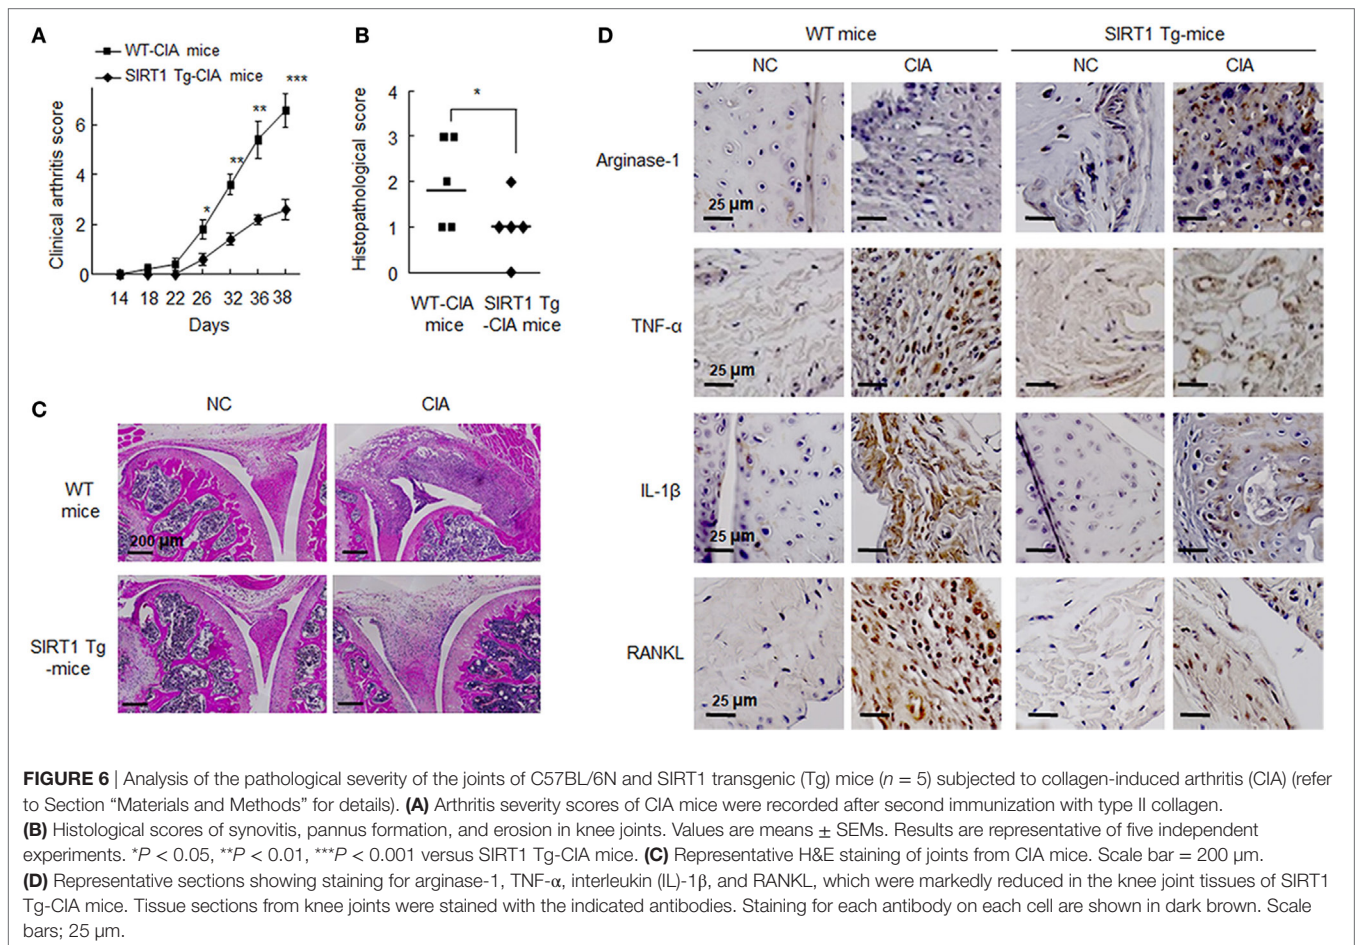 A
WT-CIA mice
SIRT1 Tg-CIA mice
Clinical arthritis score
6
4
2
0
*
**
**
***
14 18 22 26 32 36 38
Days
B
Histopathological score
4
3
2
1
0
*
WT-CIA mice
SIRT1 Tg -CIA mice
C
NC CIA
WT mice
200 µm
SIRT1 Tg -mice
D
WT mice SIRT1 Tg-mice
NC CIA NC CIA
Arginase-1
25 µm
TNF-α
25 µm
IL-1β
25 µm
RANKL
25 µm
FIGURE 6 | Analysis of the pathological severity of the joints of C57BL/6N and SIRT1 transgenic (Tg) mice (n = 5) subjected to collagen-induced arthritis (CIA) (refer
to Section “Materials and Methods” for details). (A) Arthritis severity scores of CIA mice were recorded after second immunization with type II collagen.
(B) Histological scores of synovitis, pannus formation, and erosion in knee joints. Values are means ± SEMs. Results are representative of five independent
experiments. *P < 0.05, **P < 0.01, ***P < 0.001 versus SIRT1 Tg-CIA mice. (C) Representative H&E staining of joints from CIA mice. Scale bar = 200 µm.
(D) Representative sections showing staining for arginase-1, TNF-α, interleukin (IL)-1β, and RANKL, which were markedly reduced in the knee joint tissues of SIRT1
Tg-CIA mice. Tissue sections from knee joints were stained with the indicated antibodies. Staining for each antibody on each cell are shown in dark brown. Scale
bars; 25 µm.